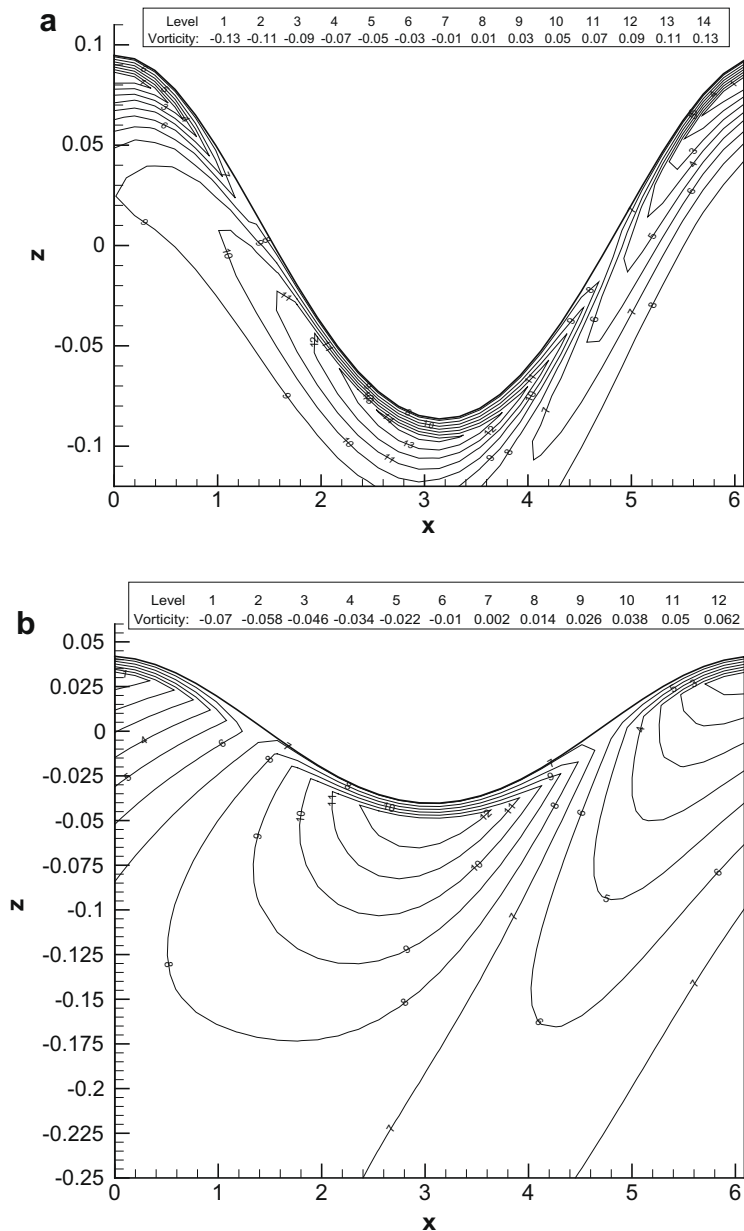 a
Level 1 2 3 4 5 6 7 8 9 10 11 12 13 14
Vorticity: -0.13 -0.11 -0.09 -0.07 -0.05 -0.03 -0.01 0.01 0.03 0.05 0.07 0.09 0.11 0.13
0.1
0.05
0
-0.05
-0.1
z
0 1 2 3 4 5 6
x
b
Level 1 2 3 4 5 6 7 8 9 10 11 12
Vorticity: -0.07 -0.058 -0.046 -0.034 -0.022 -0.01 0.002 0.014 0.026 0.038 0.05 0.062
0.05
0.025
0
-0.025
-0.05
-0.075
-0.1
-0.125
-0.15
-0.175
-0.2
-0.225
-0.25
z
0 1 2 3 4 5 6
x